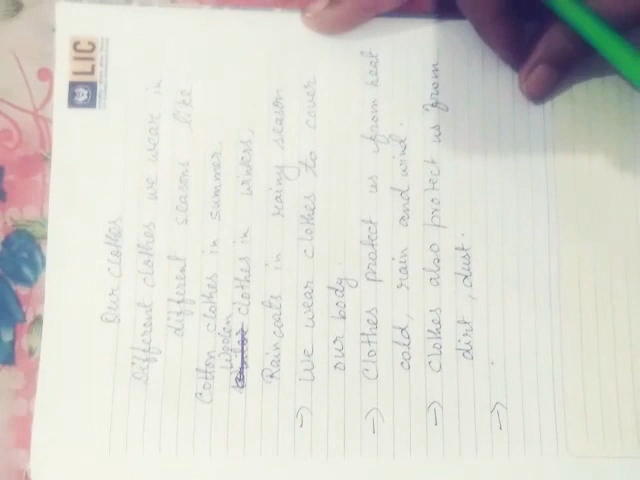 LIC
Our Clothes
Different clothes we wear in
different seasons like
Cotton clothes in summer.
Woolen
clothes in winters,
Raincoats in rainy season
→ We wear clothes to cover
our body.
→ Clothes protect us from heat
cold, rain and wind.
→ Clothes also protect us from
dirt, dust.
→